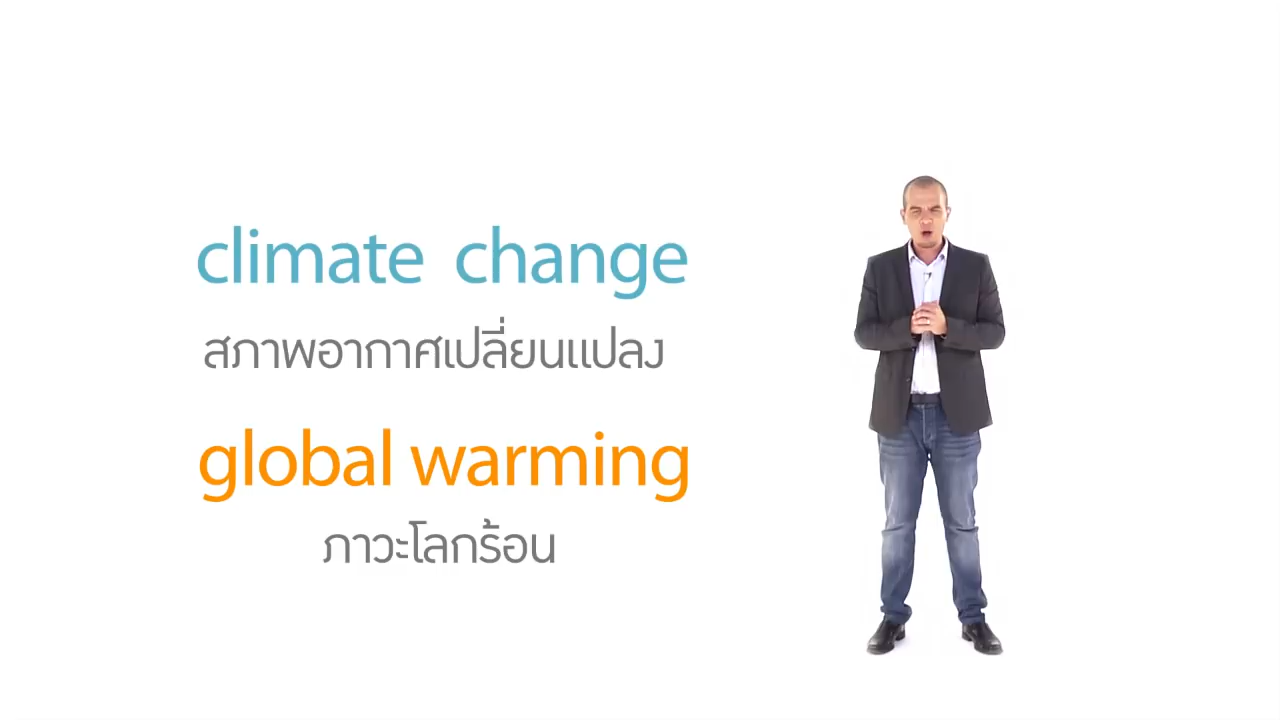 climate change
สภาพอากาศเปลี่ยนแปลง
global warming
ภาวะโลกร้อน